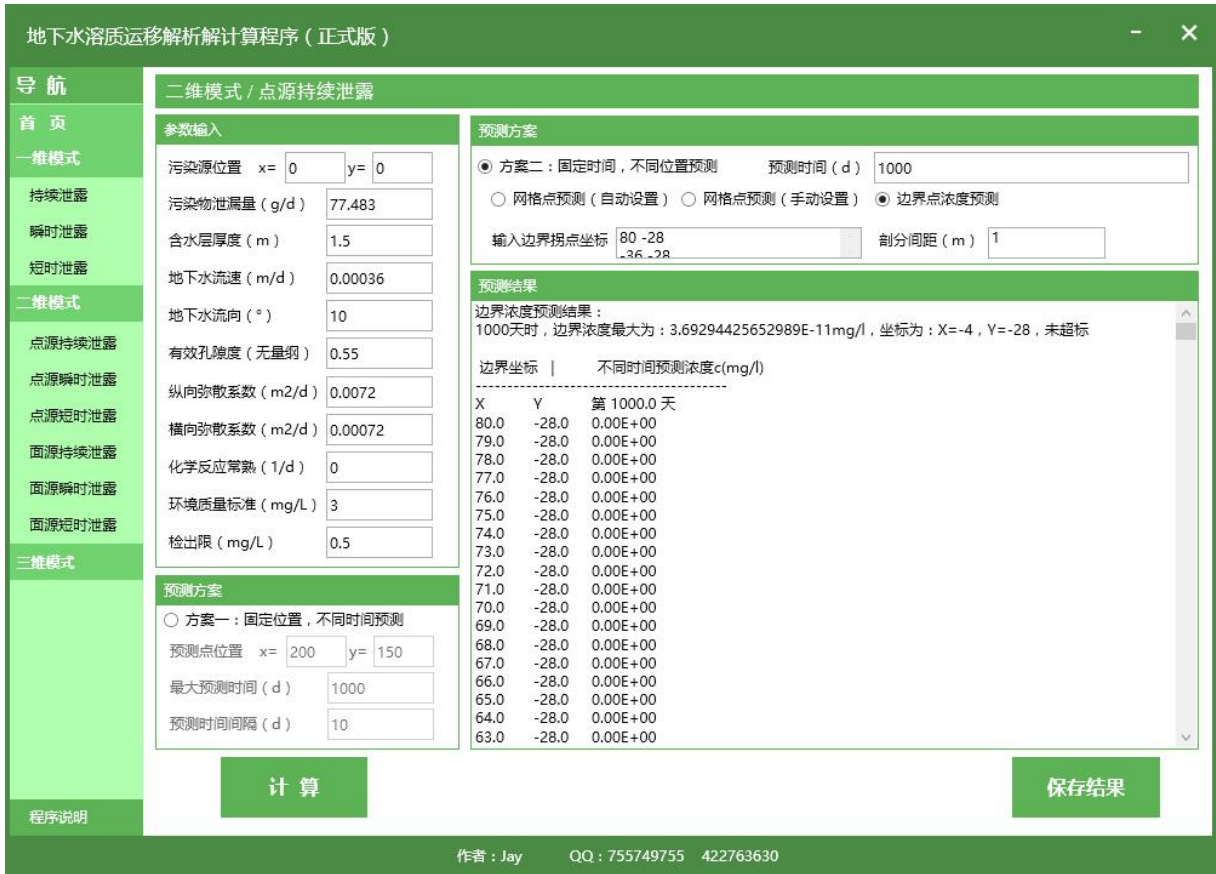 地下水溶质运移解析解计算程序（正式版）
导 航
首 页
一维模式
持续泄露
瞬时泄露
短时泄露
二维模式
点源持续泄露
点源瞬时泄露
点源短时泄露
面源持续泄露
面源瞬时泄露
面源短时泄露
三维模式
程序说明
二维模式 / 点源持续泄露
参数输入
污染源位置 x= 0 y= 0
污染物泄漏量（g/d） 77.483
含水层厚度（m） 1.5
地下水流速（m/d） 0.00036
地下水流向（°） 10
有效孔隙度（无量纲） 0.55
纵向弥散系数（m2/d） 0.0072
横向弥散系数（m2/d） 0.00072
化学反应常熟（1/d） 0
环境质量标准（mg/L） 3
检出限（mg/L） 0.5
预测方案
方案一：固定位置，不同时间预测
预测点位置 x= 200 y= 150
最大预测时间（d） 1000
预测时间间隔（d） 10
计 算
预测方案
方案二：固定时间，不同位置预测 预测时间（d） 1000
网格点预测（自动设置） 网格点预测（手动设置） 边界点浓度预测
输入边界拐点坐标 80 -28 剖分间距（m） 1
-36 -28
预测结果
边界浓度预测结果：
1000天时，边界浓度最大为：3.69294425652989E-11mg/l，坐标为：X=-4，Y=-28，未超标
边界坐标 | 不同时间预测浓度c(mg/l)
----------------------------------------
X Y 第 1000.0 天
80.0 -28.0 0.00E+00
79.0 -28.0 0.00E+00
78.0 -28.0 0.00E+00
77.0 -28.0 0.00E+00
76.0 -28.0 0.00E+00
75.0 -28.0 0.00E+00
74.0 -28.0 0.00E+00
73.0 -28.0 0.00E+00
72.0 -28.0 0.00E+00
71.0 -28.0 0.00E+00
70.0 -28.0 0.00E+00
69.0 -28.0 0.00E+00
68.0 -28.0 0.00E+00
67.0 -28.0 0.00E+00
66.0 -28.0 0.00E+00
65.0 -28.0 0.00E+00
64.0 -28.0 0.00E+00
63.0 -28.0 0.00E+00
保存结果
作者：Jay QQ：755749755 422763630